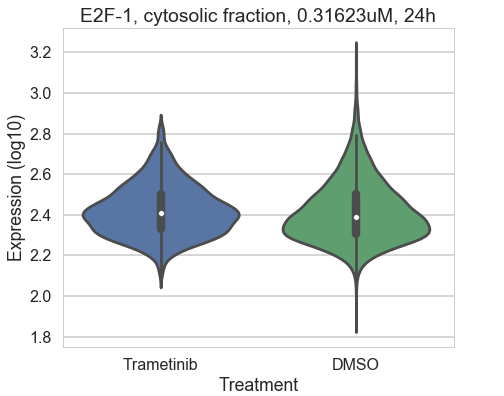 E2F-1, cytosolic fraction, 0.31623uM, 24h
Expression (log10)
3.2
3.0
2.8
2.6
2.4
2.2
2.0
1.8
Trametinib DMSO
Treatment